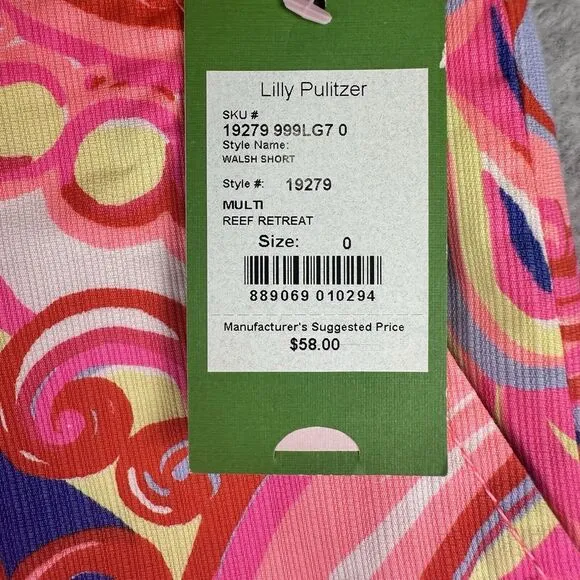 Lilly Pulitzer
SKU #
19279 999LG7 0
Style Name:
WALSH SHORT
Style #: 19279
MULTI
REEF RETREAT
Size: 0
889069 010294
Manufacturer's Suggested Price
$58.00